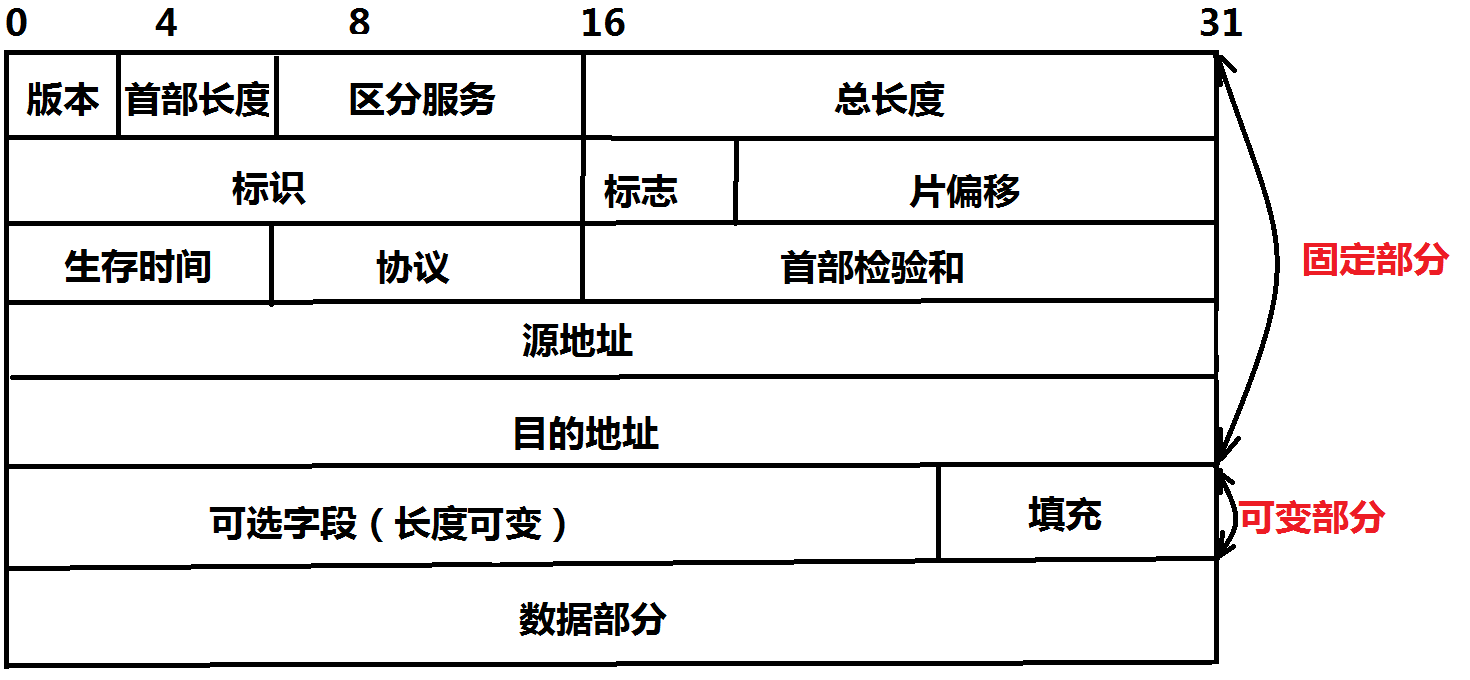 0 4 8 16 31
版本 首部长度 区分服务 总长度
标识 标志 片偏移
生存时间 协议 首部检验和
固定部分
源地址
目的地址
可选字段（长度可变） 填充 可变部分
数据部分